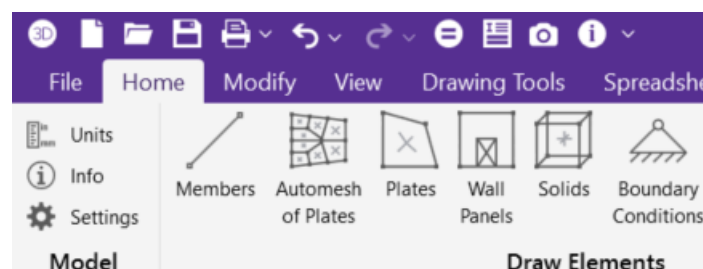 3D
File Home Modify View Drawing Tools
Units
Info
Settings
Members
Automesh
of Plates
Plates
Wall
Panels
Solids
Boundary
Conditions
Model
Draw Elements